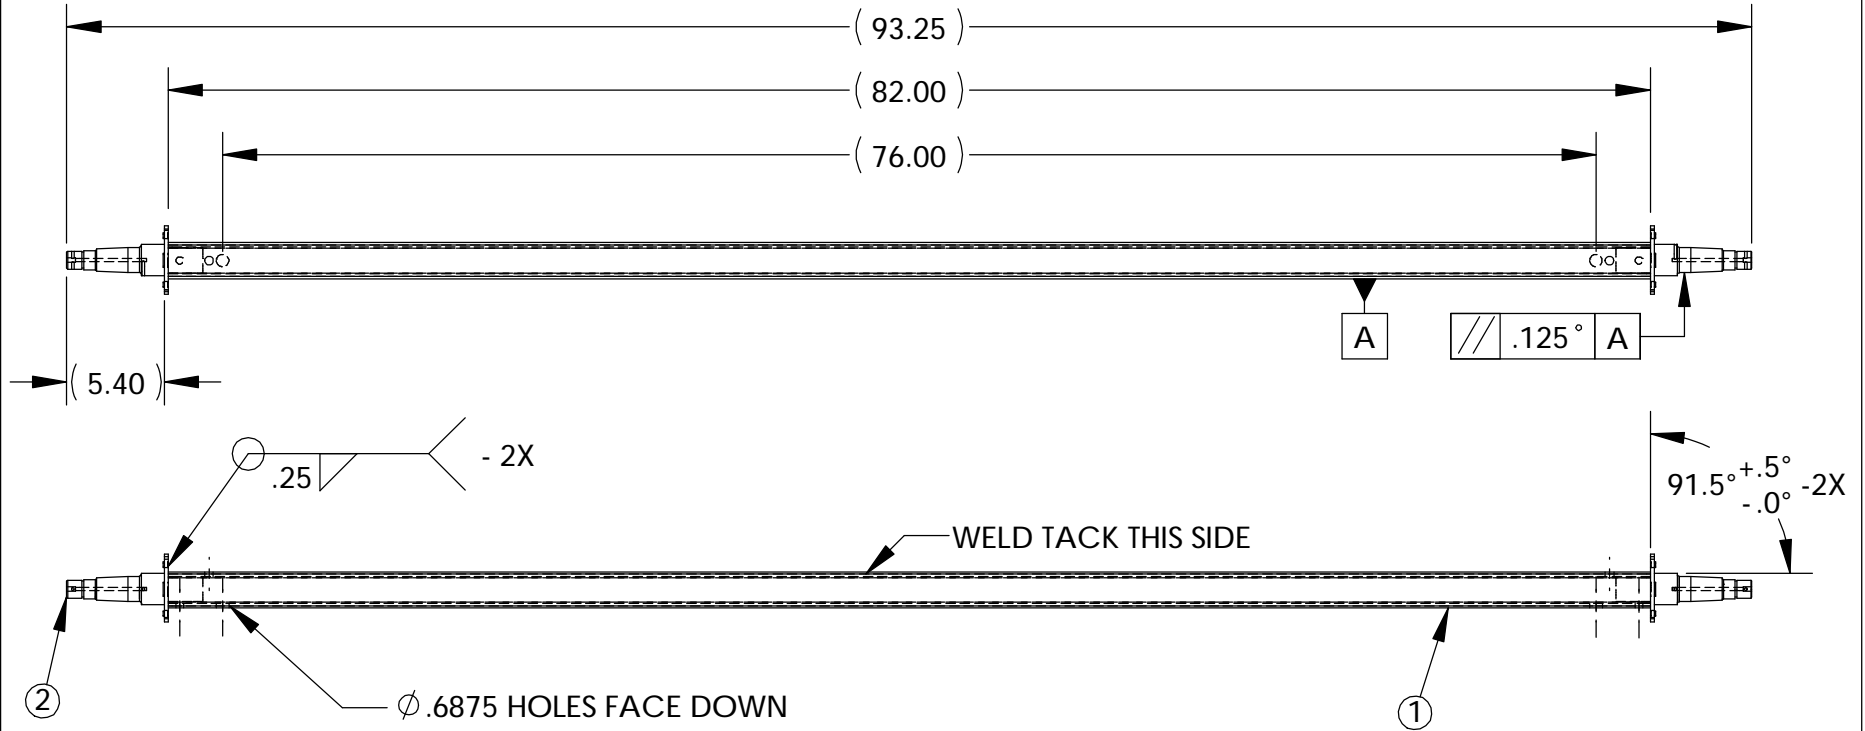 (93.25)
(82.00)
(76.00)
A
// .125° A
(5.40)
.25
- 2X
91.5° +.5° -.0° -2X
WELD TACK THIS SIDE
2
Ø.6875 HOLES FACE DOWN
1